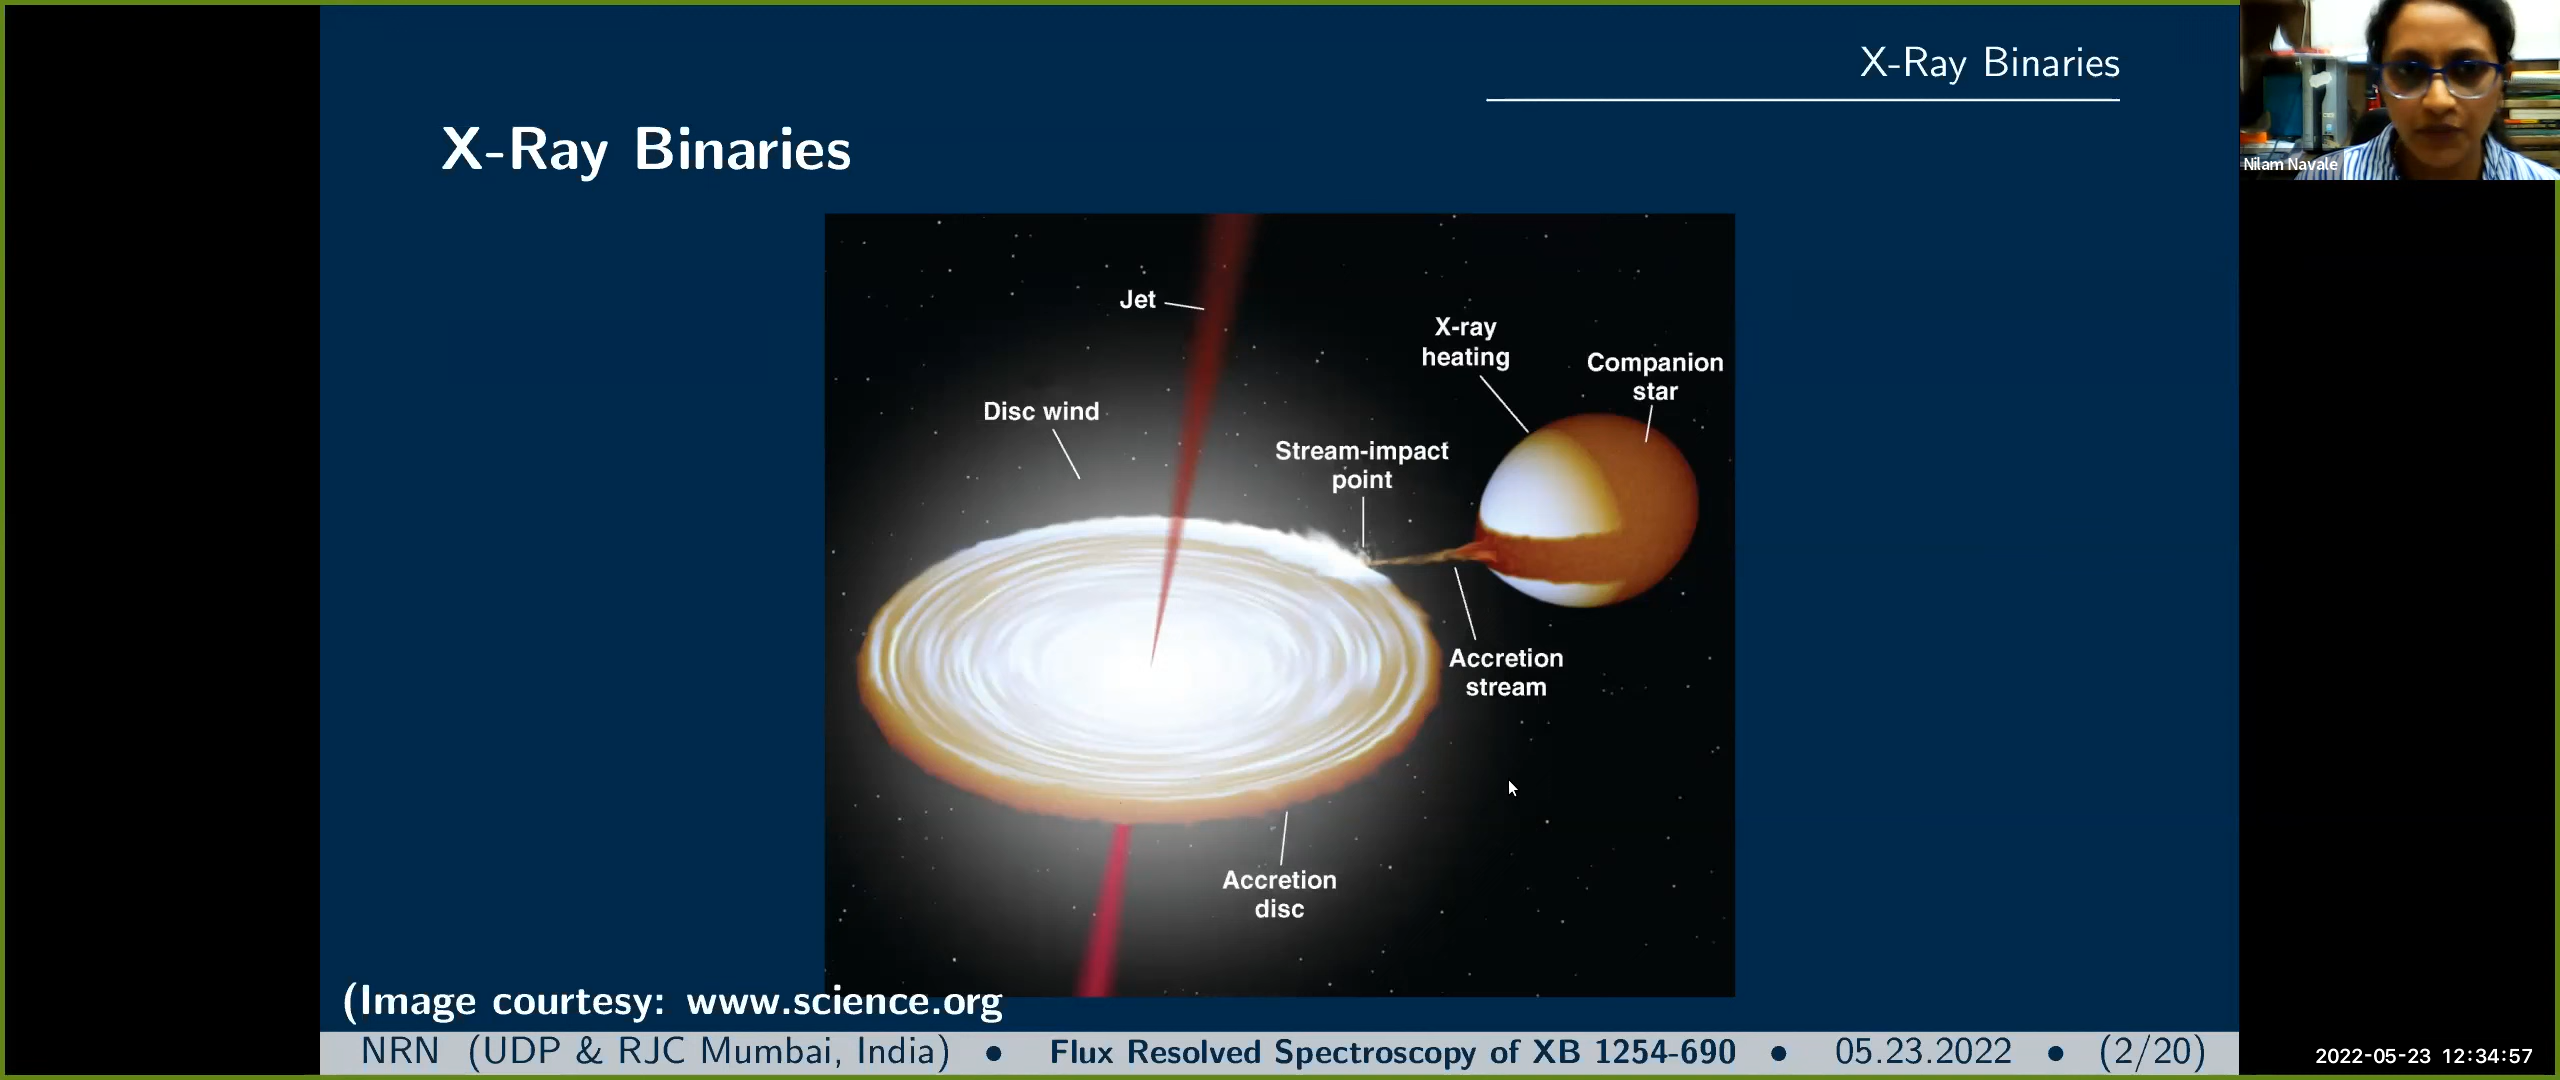 X-Ray Binaries
X-Ray Binaries
Nilam Navale
Jet
X-ray
heating
Companion
star
Disc wind
Stream-impact
point
Accretion
stream
Accretion
disc
(Image courtesy: www.science.org
NRN (UDP & RJC Mumbai, India) • Flux Resolved Spectroscopy of XB 1254-690 • 05.23.2022 • (2/20)
2022-05-23 12:34:57